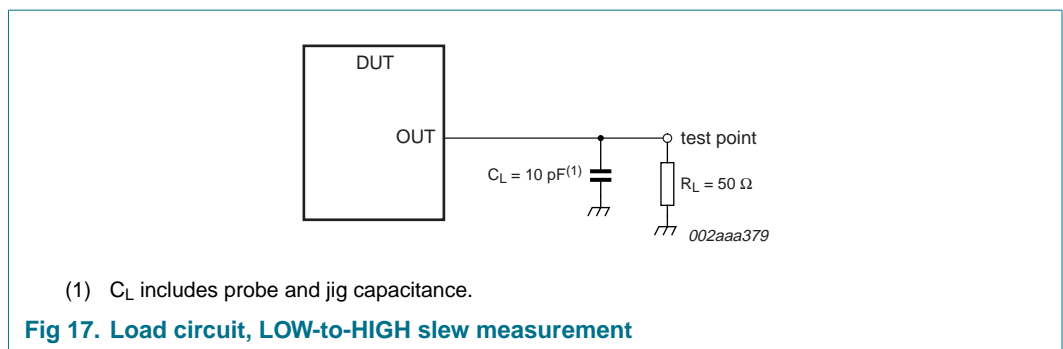 DUT
OUT
test point
C_L = 10 pF(1)
R_L = 50 Ω
002aaa379
(1) C_L includes probe and jig capacitance.
Fig 17. Load circuit, LOW-to-HIGH slew measurement